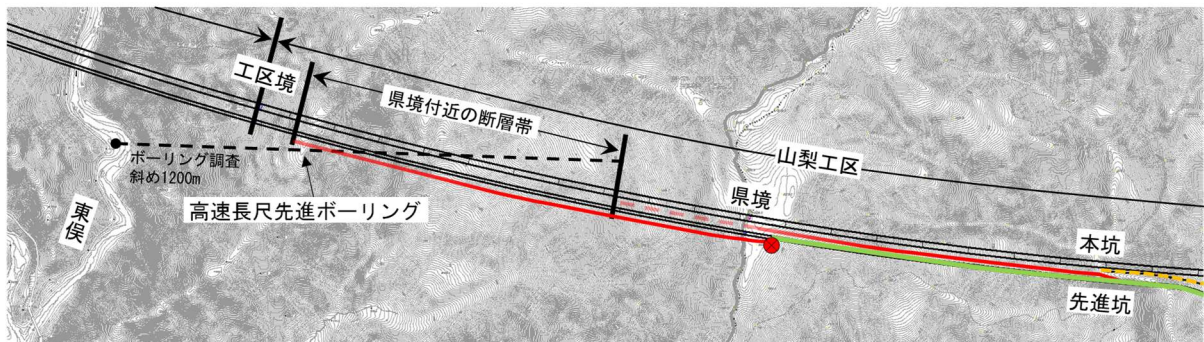 工区境
県境付近の断層帯
山梨工区
ボーリング調査
斜め1200m
高速長尺先進ボーリング
県境
東俣
本坑
先進坑